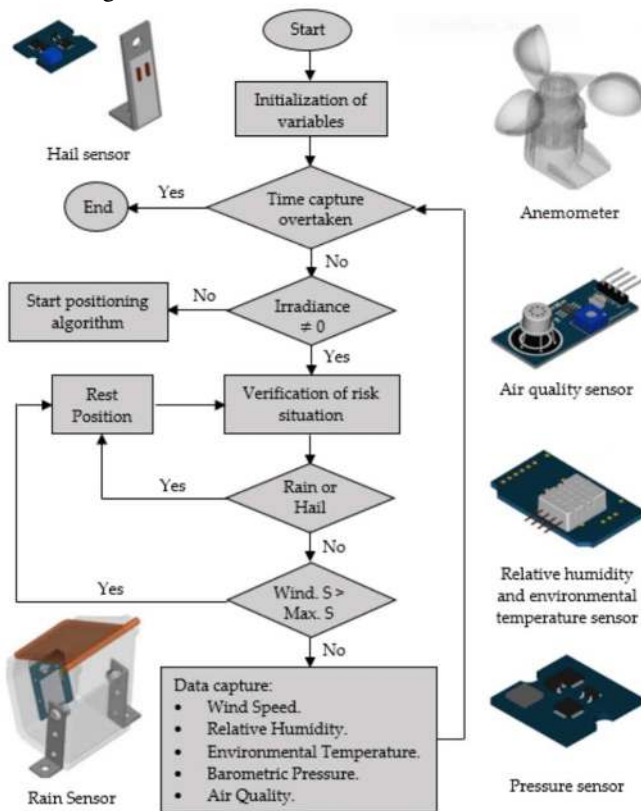 Start
Initialization of
variables
Hail sensor
Yes
End
Time capture
overtaken
Anemometer
No
Start positioning
algorithm
No
Irradiance
≠ 0
Yes
Air quality sensor
Rest
Position
Verification of risk
situation
Yes
Rain or
Hail
No
Relative humidity
and environmental
temperature sensor
Yes
Wind. S >
Max. S
No
Data capture:
• Wind Speed.
• Relative Humidity.
• Environmental Temperature.
• Barometric Pressure.
• Air Quality.
Rain Sensor
Pressure sensor